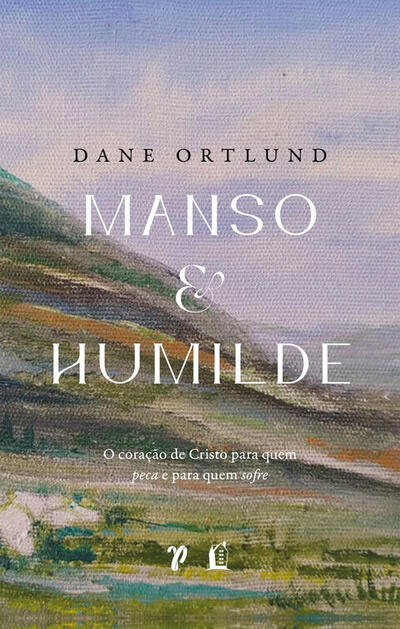 DANE ORTLUND
MANSO
&
HUMILDE
O coração de Cristo para quem
peca e para quem sofre
p